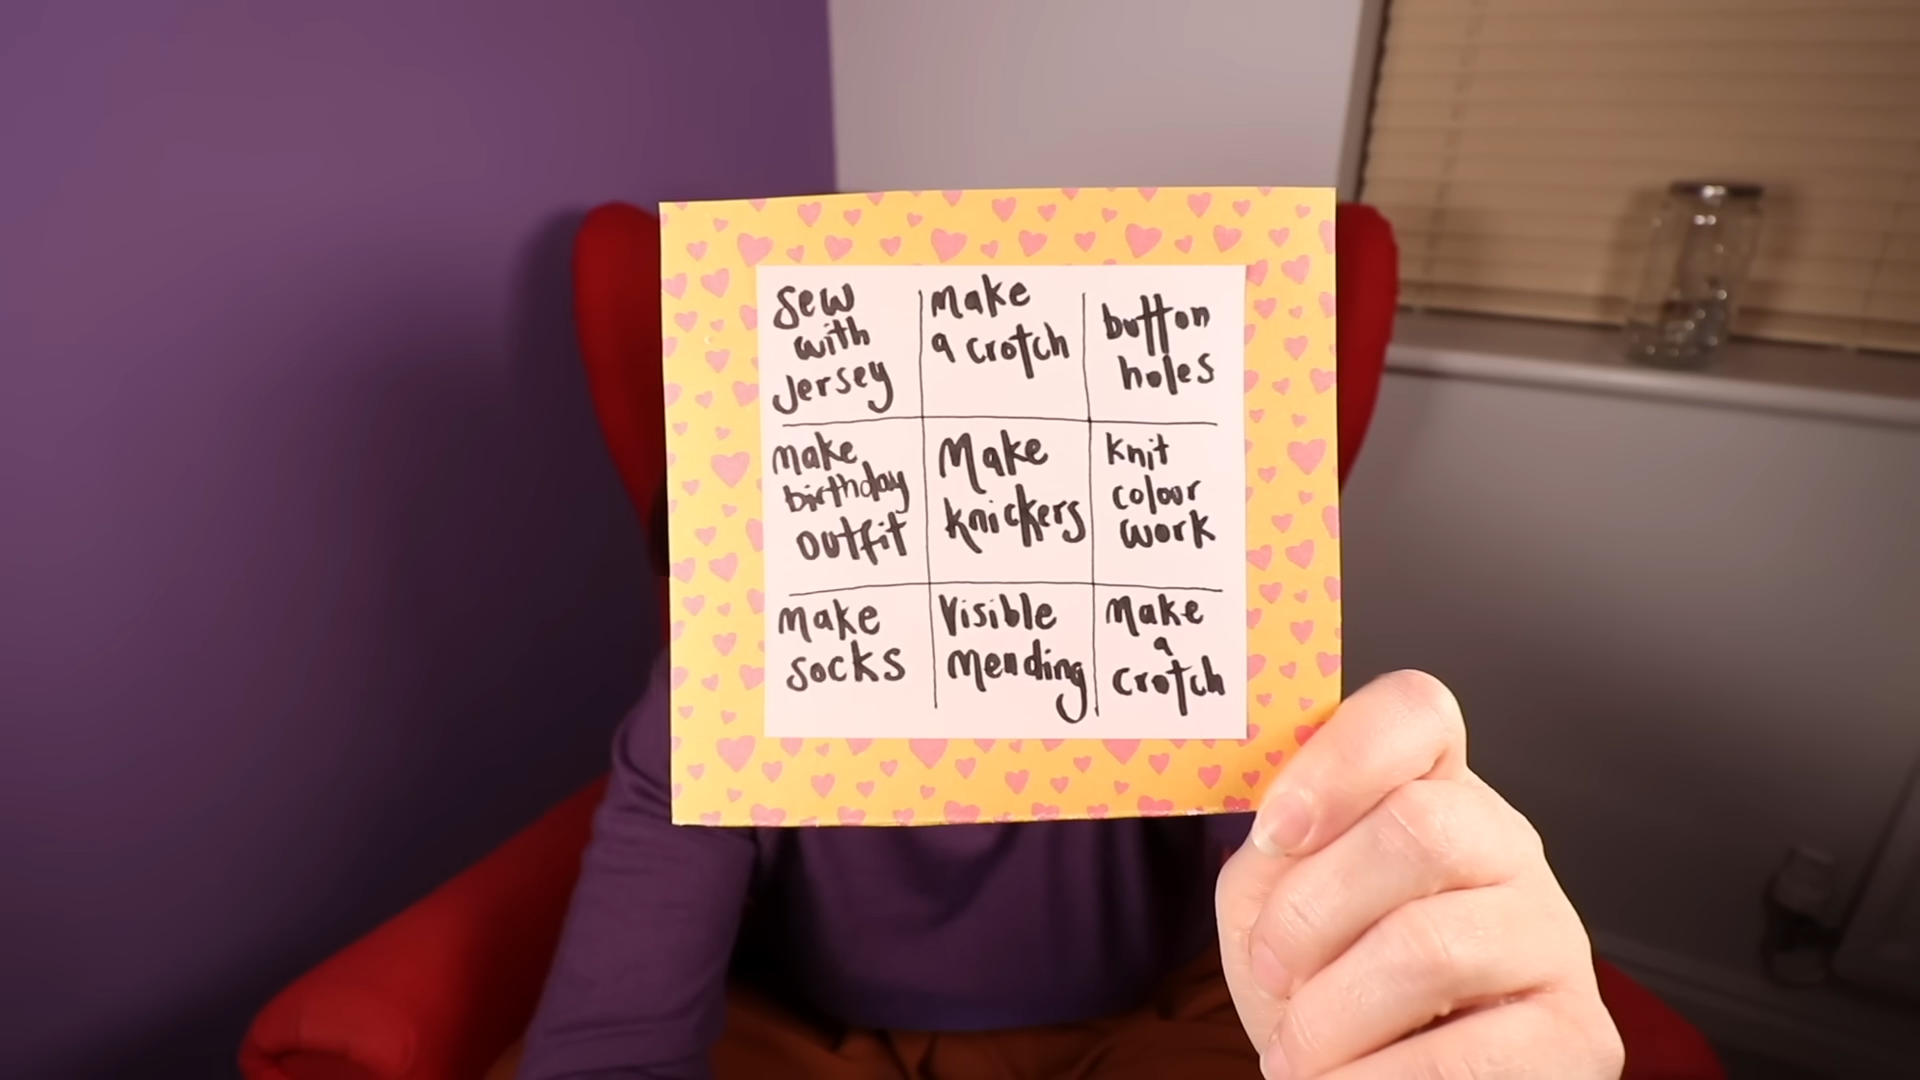 Sew
with
Jersey
Make
a crotch
button
holes
make
birthday
outfit
Make
knickers
knit
colour
work
Make
socks
Visible
Mending
Make
a
crotch